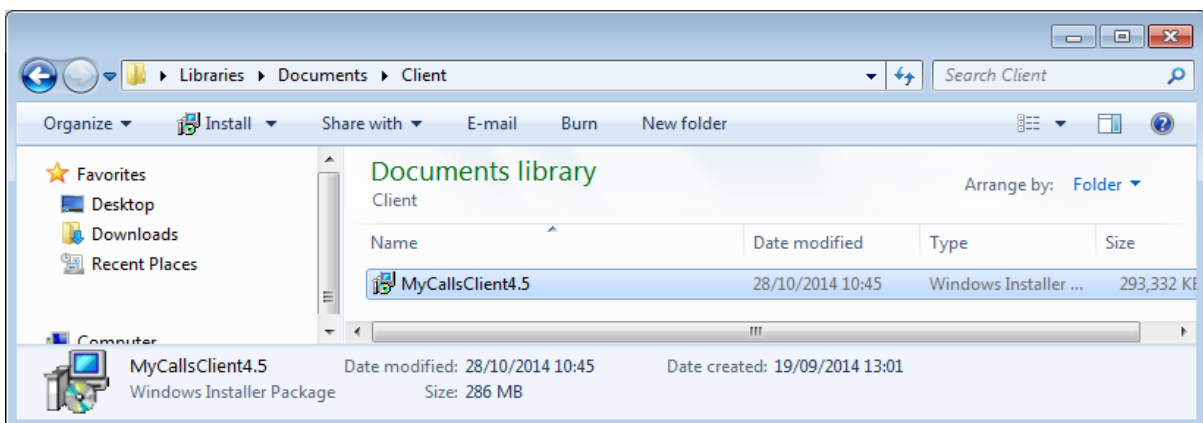 Libraries Documents Client Search Client
Organize Install Share with E-mail Burn New folder
Favorites
Desktop
Downloads
Recent Places
Computer
Documents library
Client
Arrange by: Folder
Name Date modified Type Size
MyCallsClient4.5 28/10/2014 10:45 Windows Installer ... 293,332 KB
MyCallsClient4.5 Date modified: 28/10/2014 10:45 Date created: 19/09/2014 13:01
Windows Installer Package Size: 286 MB